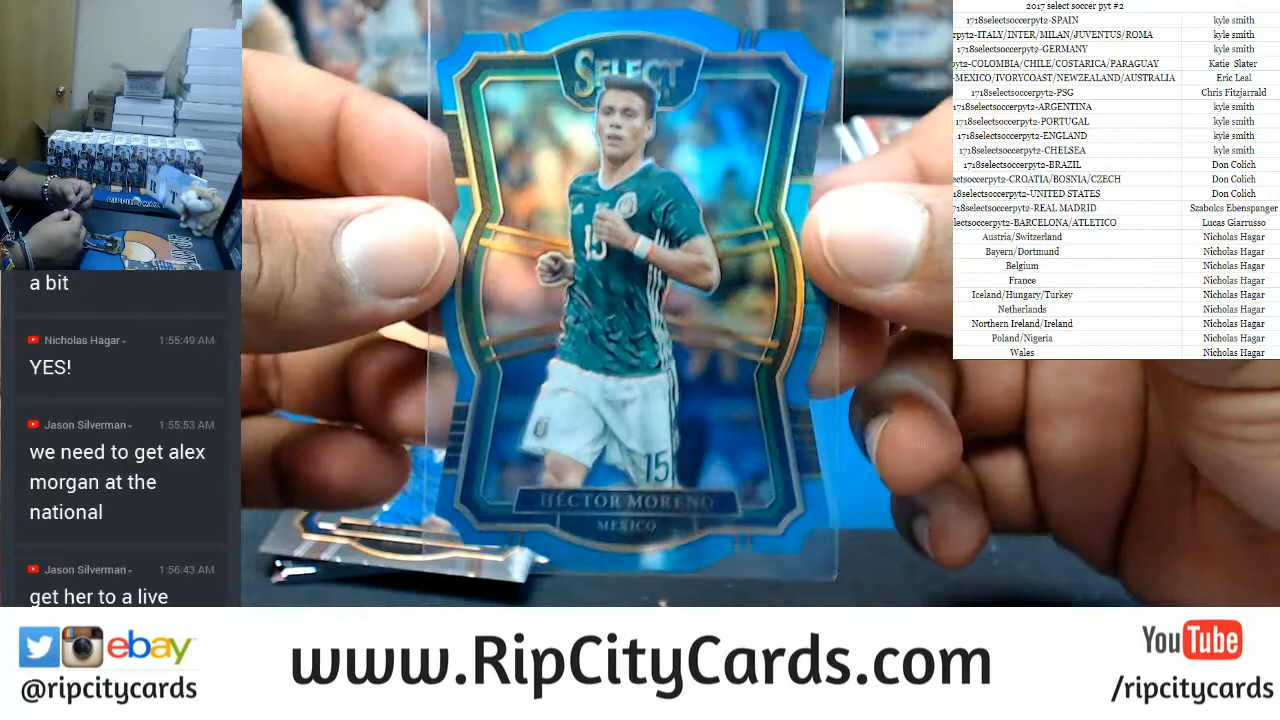 a bit
Nicholas Hagar
1:55:49 AM
YES!
Jason Silverman
1:55:53 AM
we need to get alex
morgan at the
national
Jason Silverman
1:56:43 AM
get her to a live
SELECT
15
15
HÉCTOR MORENO
MEXICO
2017 select soccer pyt #2
1718selectsoccerpyt2-SPAIN kyle smith
rpyt2-ITALY/INTER/MILAN/JUVENTUS/ROMA kyle smith
1718selectsoccerpyt2-GERMANY kyle smith
pyt2-COLOMBIA/CHILE/COSTARICA/PARAGUAY Katie Slater
MEXICO/IVORYCOAST/NEWZEALAND/AUSTRALIA Eric Leal
1718selectsoccerpyt2-PSG Chris Fitzjarrald
1718selectsoccerpyt2-ARGENTINA kyle smith
1718selectsoccerpyt2-PORTUGAL kyle smith
1718selectsoccerpyt2-ENGLAND kyle smith
1718selectsoccerpyt2-CHELSEA kyle smith
1718selectsoccerpyt2-BRAZIL Don Colich
ectsoccerpyt2-CROATIA/BOSNIA/CZECH Don Colich
18selectsoccerpyt2-UNITED STATES Don Colich
718selectsoccerpyt2-REAL MADRID Szabolcs Ebenspanger
ectsoccerpyt2-BARCELONA/ATLETICO Lucas Giarrusso
Austria/Switzerland Nicholas Hagar
Bayern/Dortmund Nicholas Hagar
Belgium Nicholas Hagar
France Nicholas Hagar
Iceland/Hungary/Turkey Nicholas Hagar
Netherlands Nicholas Hagar
Northern Ireland/Ireland Nicholas Hagar
Poland/Nigeria Nicholas Hagar
Wales Nicholas Hagar
ebay
@ripcitycards
www.RipCityCards.com
YouTube
/ripcitycards